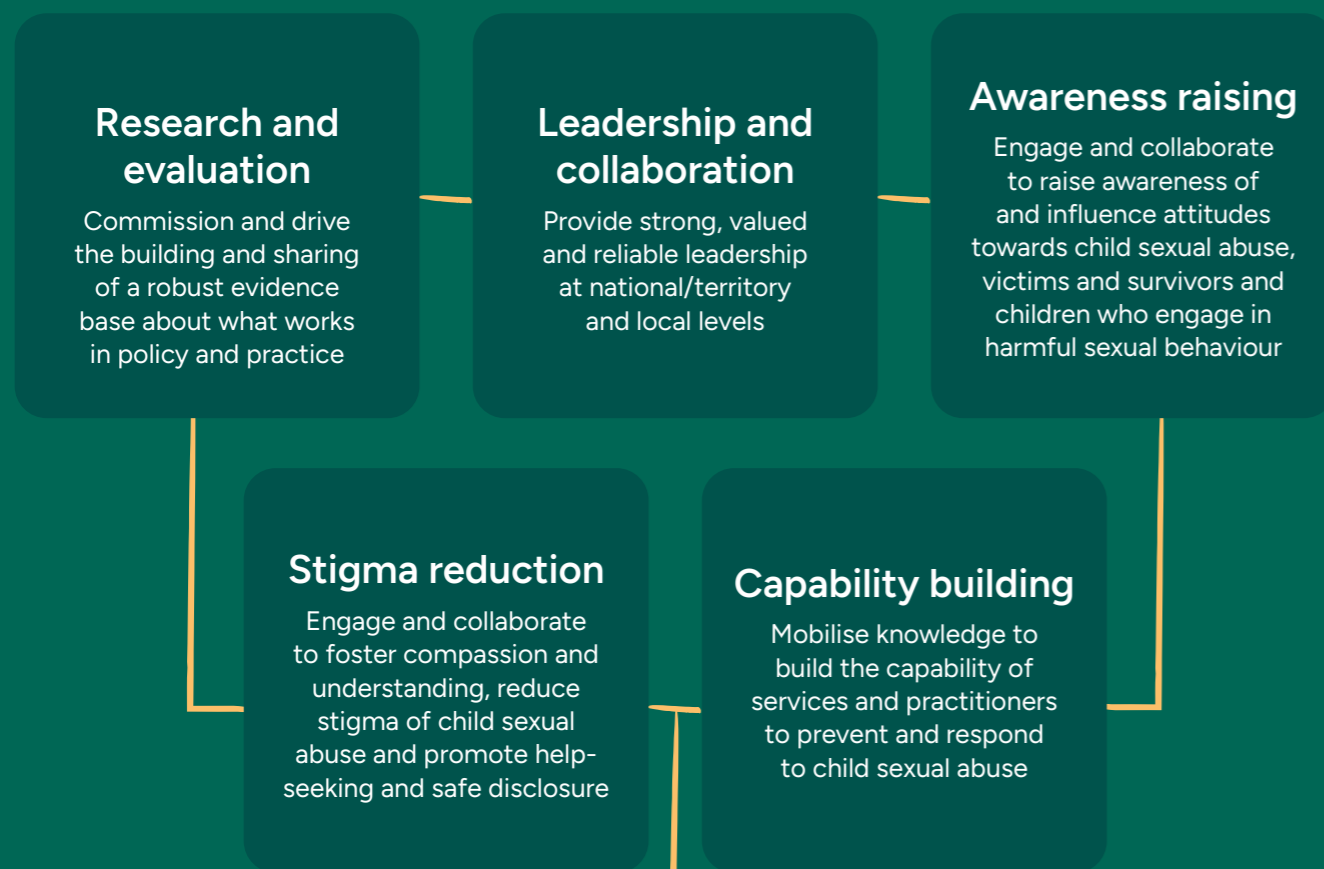 Research and
evaluation
Commission and drive
the building and sharing
of a robust evidence
base about what works
in policy and practice
Leadership and
collaboration
Provide strong, valued
and reliable leadership
at national/territory
and local levels
Awareness raising
Engage and collaborate
to raise awareness of
and influence attitudes
towards child sexual abuse,
victims and survivors and
children who engage in
harmful sexual behaviour
Stigma reduction
Engage and collaborate
to foster compassion and
understanding, reduce
stigma of child sexual
abuse and promote help-
seeking and safe disclosure
Capability building
Mobilise knowledge to
build the capability of
services and practitioners
to prevent and respond
to child sexual abuse